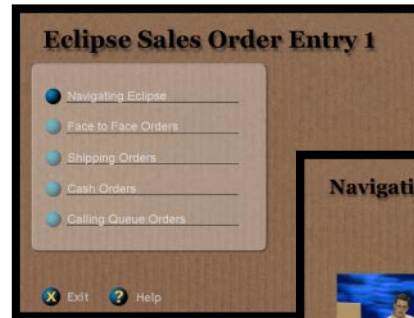 Eclipse Sales Order Entry 1
Navigating Eclipse
Face to Face Orders
Shipping Orders
Cash Orders
Calling Queue Orders
Navigati
X Exit ? Help